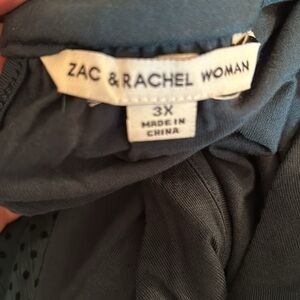 ZAC & RACHEL WOMAN
3X
MADE IN
CHINA